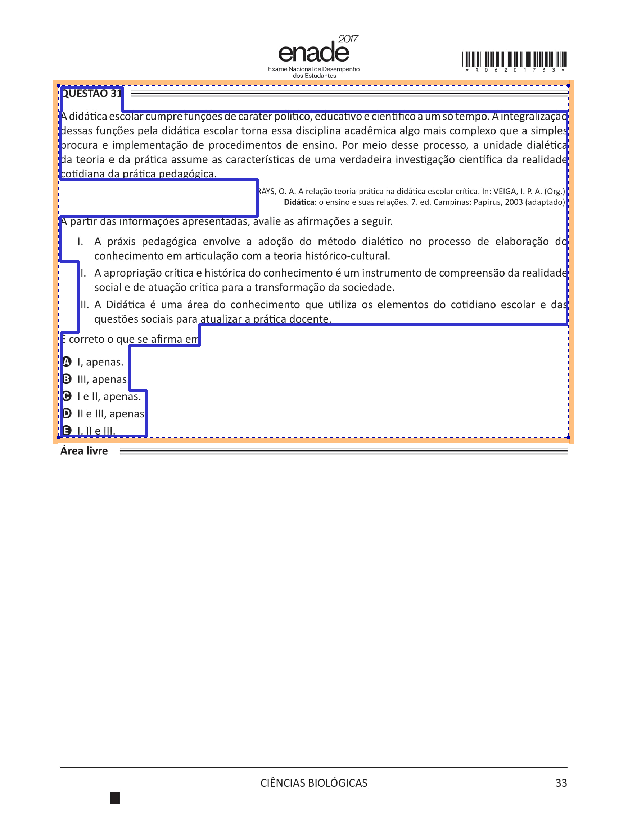 enade 2017
Exame Nacional de Desempenho
dos Estudantes
*R0620175 3*
QUESTÃO 31
A didática escolar cumpre funções de caráter político, educativo e científico a um só tempo. A integralização
dessas funções pela didática escolar torna essa disciplina acadêmica algo mais complexo que a simples
procura e implementação de procedimentos de ensino. Por meio desse processo, a unidade dialética
da teoria e da prática assume as características de uma verdadeira investigação científica da realidade
cotidiana da prática pedagógica.
RAYS, O. A. A relação teoria-prática na didática escolar crítica. In: VEIGA, I. P. A. (Org.)
Didática: o ensino e suas relações. 7. ed. Campinas: Papirus, 2003 (adaptado)
A partir das informações apresentadas, avalie as afirmações a seguir.
I. A práxis pedagógica envolve a adoção do método dialético no processo de elaboração do
conhecimento em articulação com a teoria histórico-cultural.
II. A apropriação crítica e histórica do conhecimento é um instrumento de compreensão da realidade
social e de atuação crítica para a transformação da sociedade.
III. A Didática é uma área do conhecimento que utiliza os elementos do cotidiano escolar e das
questões sociais para atualizar a prática docente.
É correto o que se afirma em
A I, apenas.
B III, apenas
C I e II, apenas.
D II e III, apenas
E I, II e III.
Área livre
CIÊNCIAS BIOLÓGICAS
33